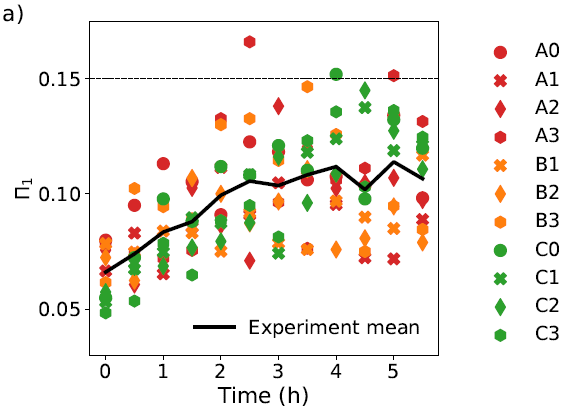 a)
0.15
0.10
0.05
Π1
0 1 2 3 4 5
Time (h)
Experiment mean
A0
A1
A2
A3
B1
B2
B3
C0
C1
C2
C3